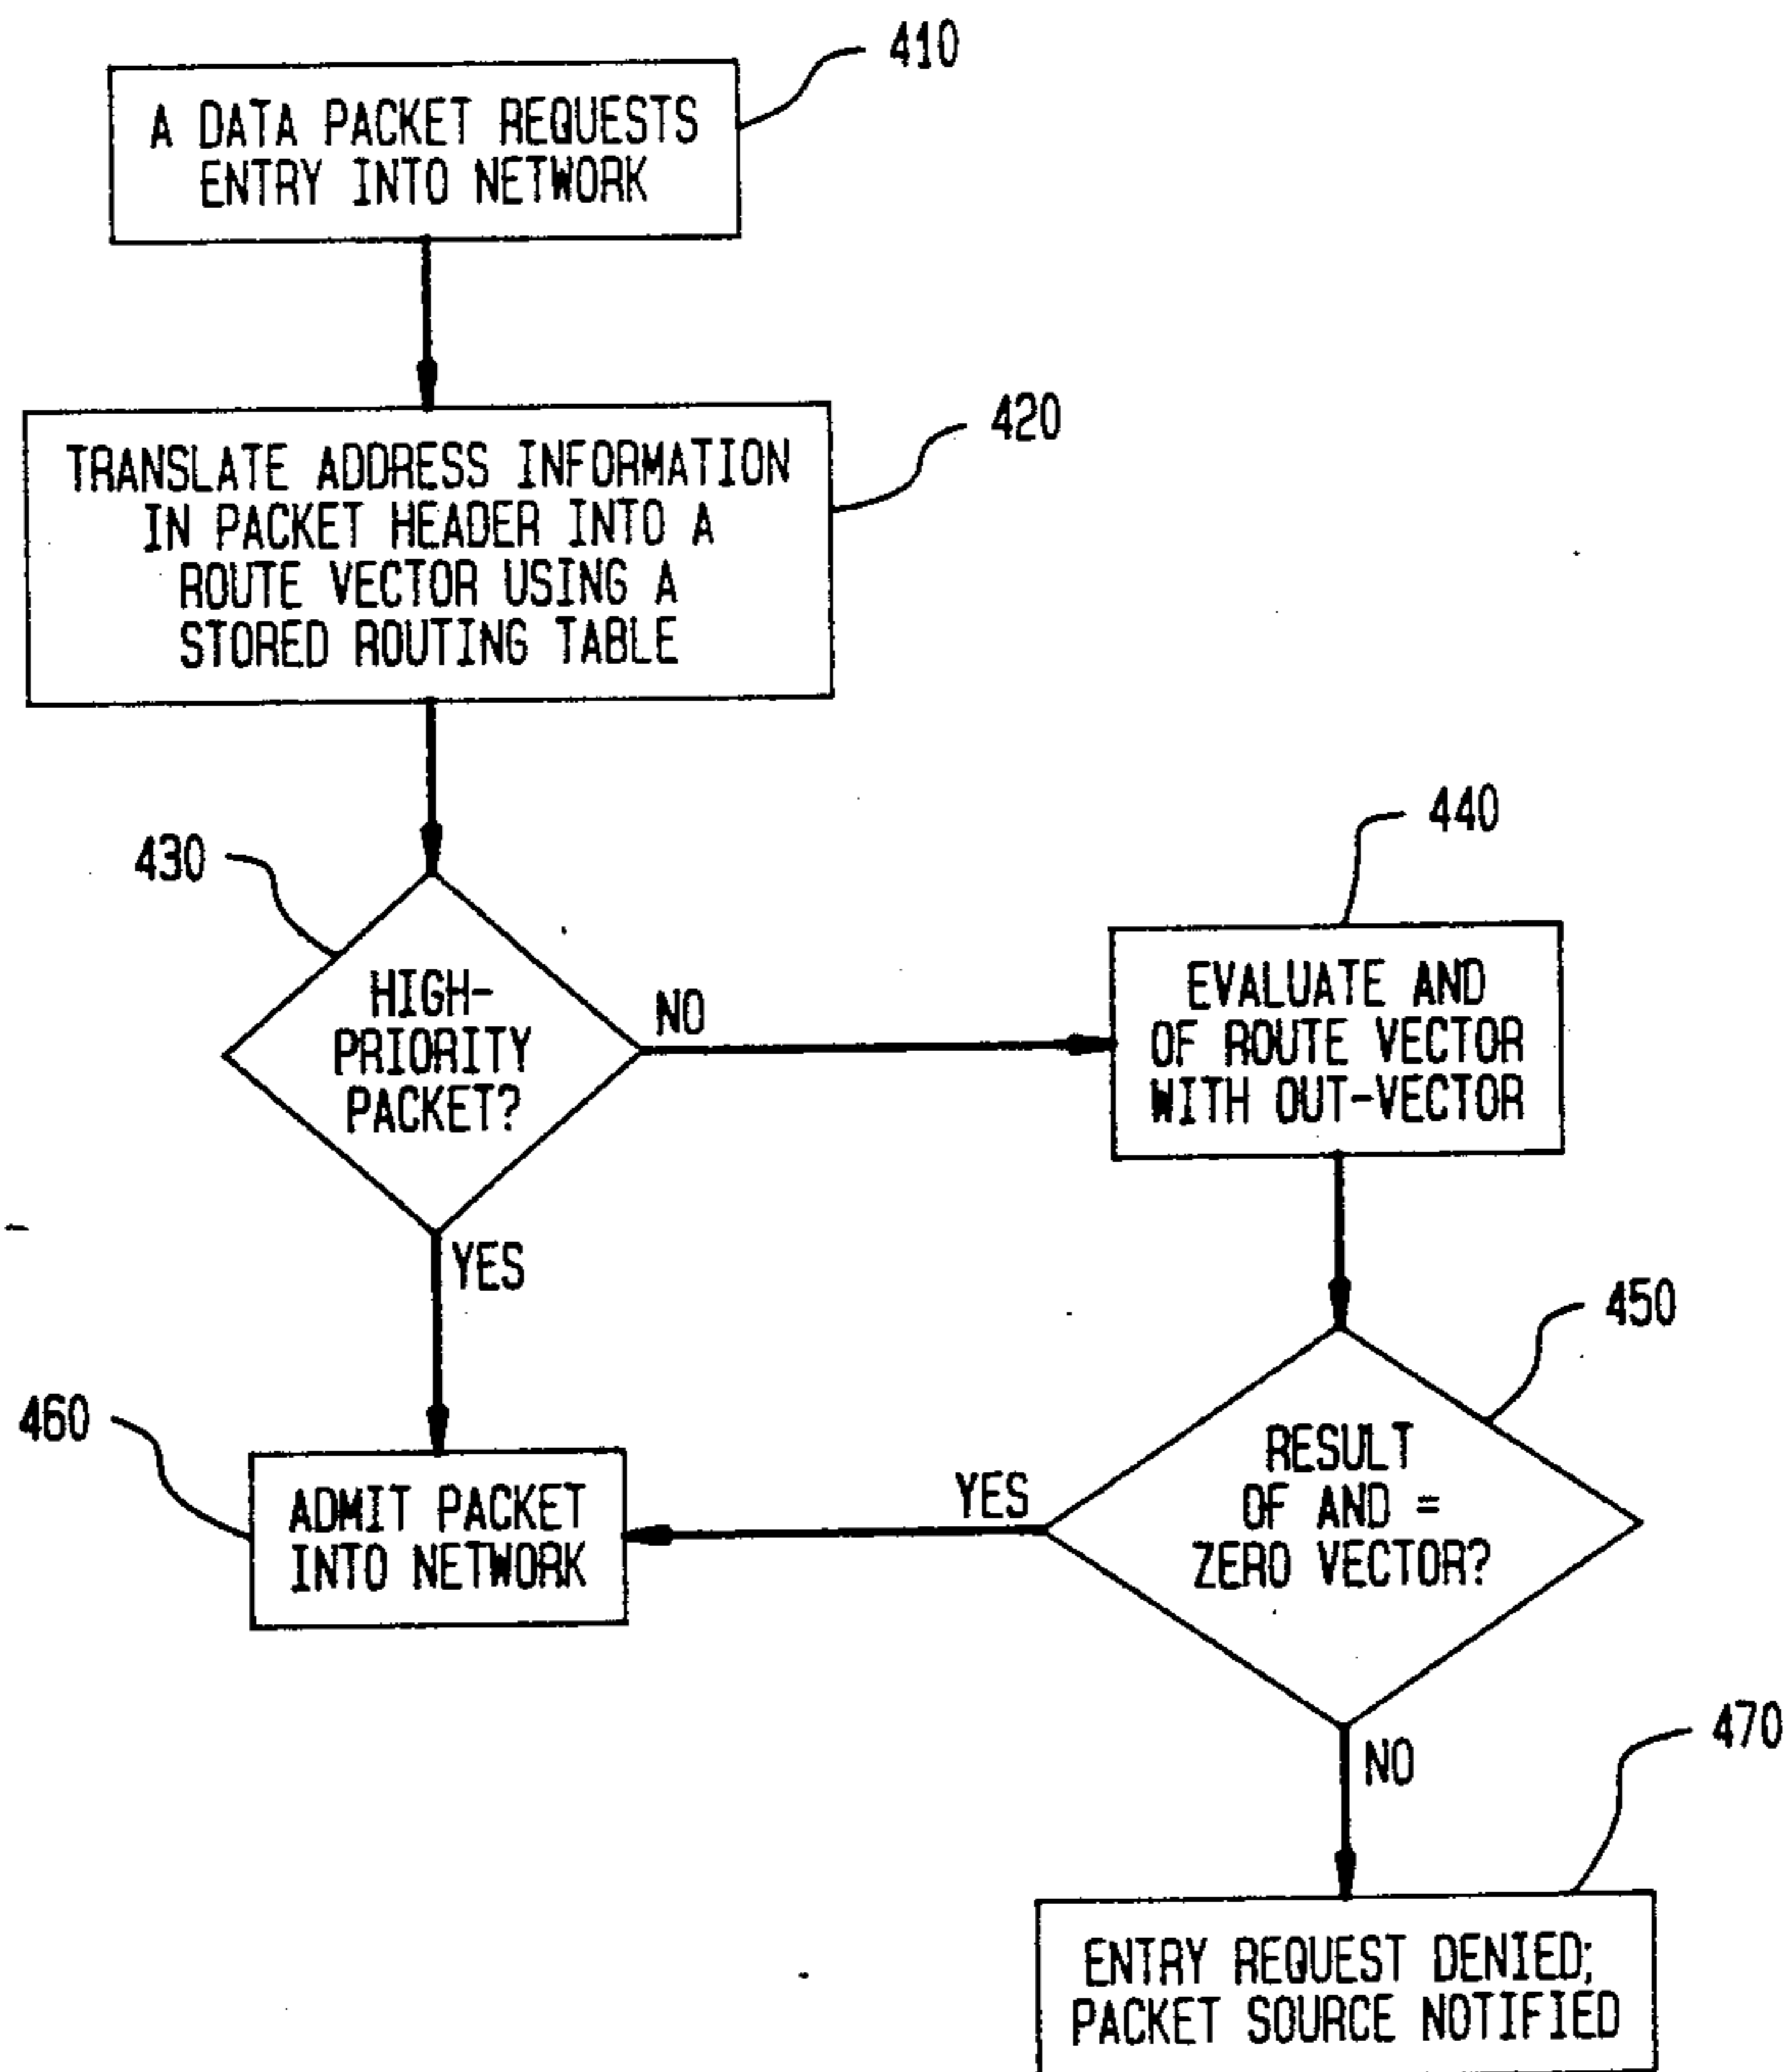 410
A DATA PACKET REQUESTS
ENTRY INTO NETWORK
420
TRANSLATE ADDRESS INFORMATION
IN PACKET HEADER INTO A
ROUTE VECTOR USING A
STORED ROUTING TABLE
430
HIGH-
PRIORITY
PACKET?
NO
YES
440
EVALUATE AND
OF ROUTE VECTOR
WITH OUT-VECTOR
450
RESULT
OF AND =
ZERO VECTOR?
YES
NO
460
ADMIT PACKET
INTO NETWORK
470
ENTRY REQUEST DENIED;
PACKET SOURCE NOTIFIED